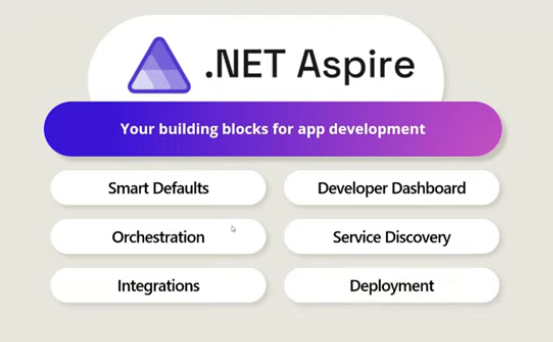 .NET Aspire
Your building blocks for app development
Smart Defaults
Developer Dashboard
Orchestration
Service Discovery
Integrations
Deployment